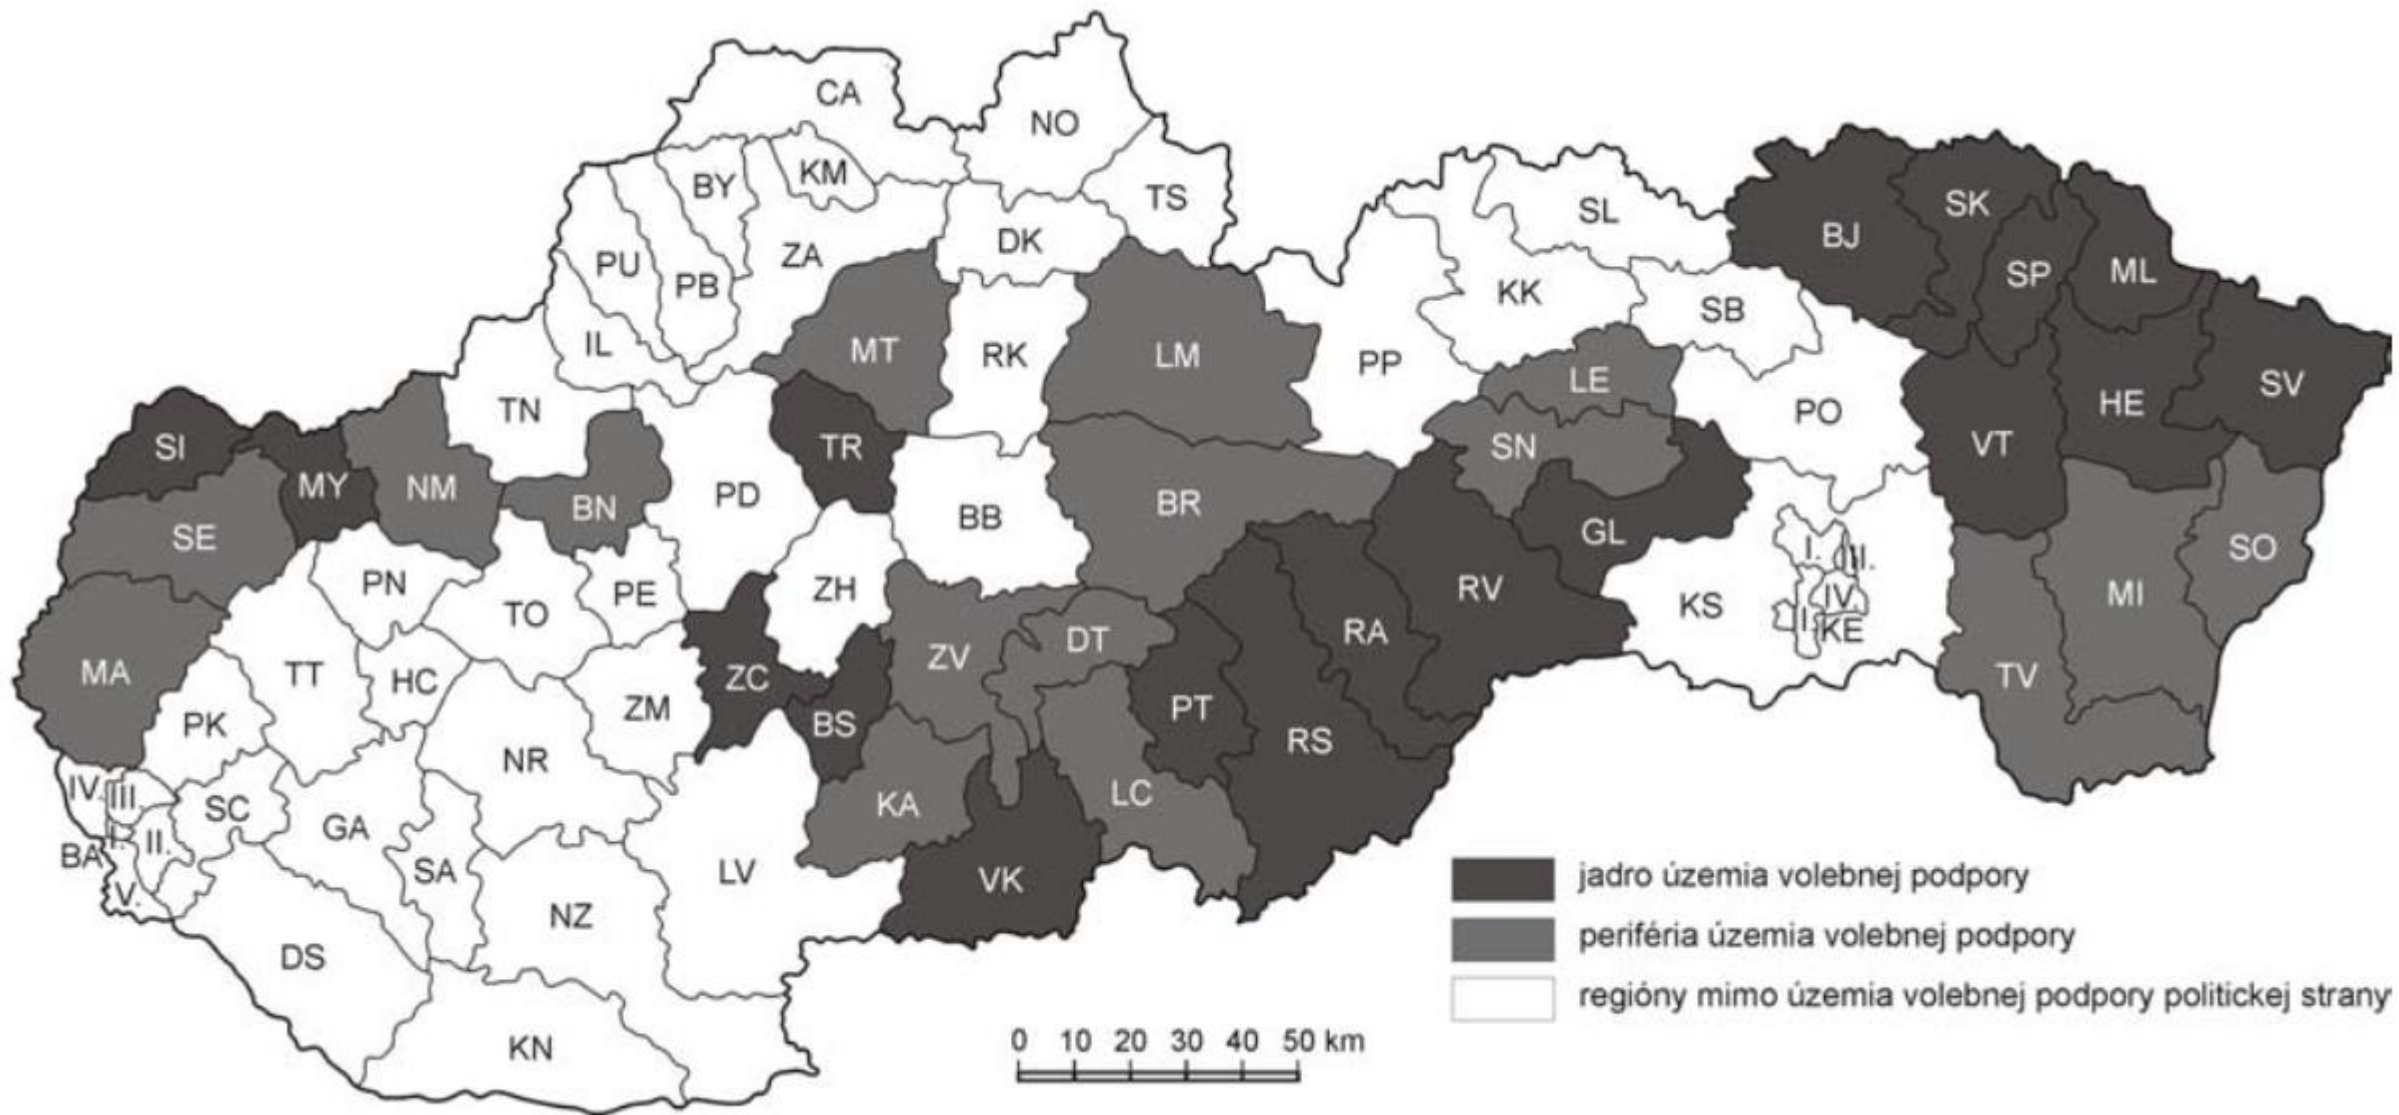 CA
NO
BY
KM
TS
SL
SK
BJ
SP
ML
PU
PB
ZA
DK
KK
SB
IL
MT
RK
LM
PP
LE
PO
HE
SV
TN
TR
SN
VT
SI
MY
NM
BN
PD
BB
BR
GL
SE
PN
TO
PE
ZH
RV
KS
I.
III.
IV.
KE
MI
SO
MA
TT
HC
ZM
ZC
BS
ZV
DT
RA
PT
RS
TV
PK
NR
KA
LC
IV.
III.
SC
GA
I.
II.
BA
V.
SA
LV
VK
DS
NZ
KN
jadro územia volebnej podpory
periféria územia volebnej podpory
regióny mimo územia volebnej podpory politickej strany
0 10 20 30 40 50 km